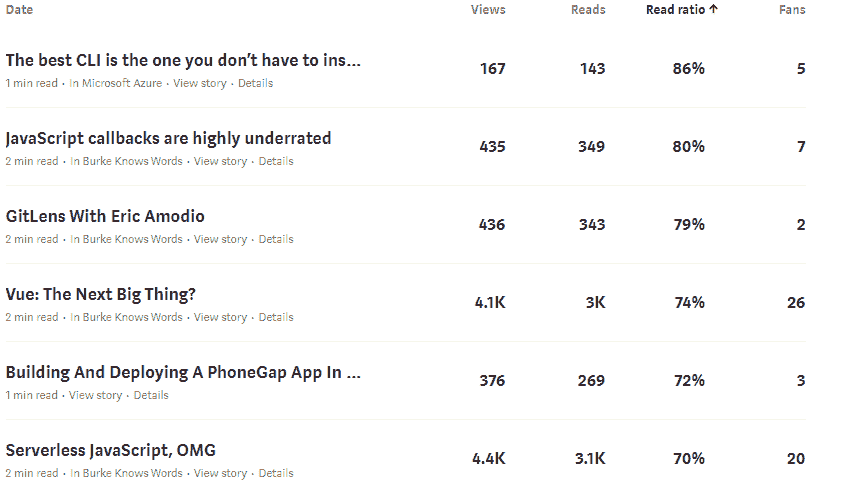 Date Views Reads Read ratio ↑ Fans
The best CLI is the one you don’t have to ins...
167 143 86% 5
1 min read · In Microsoft Azure · View story · Details
JavaScript callbacks are highly underrated
435 349 80% 7
2 min read · In Burke Knows Words · View story · Details
GitLens With Eric Amodio
436 343 79% 2
2 min read · In Burke Knows Words · View story · Details
Vue: The Next Big Thing?
4.1K 3K 74% 26
2 min read · In Burke Knows Words · View story · Details
Building And Deploying A PhoneGap App In ...
376 269 72% 3
1 min read · View story · Details
Serverless JavaScript, OMG
4.4K 3.1K 70% 20
2 min read · In Burke Knows Words · View story · Details